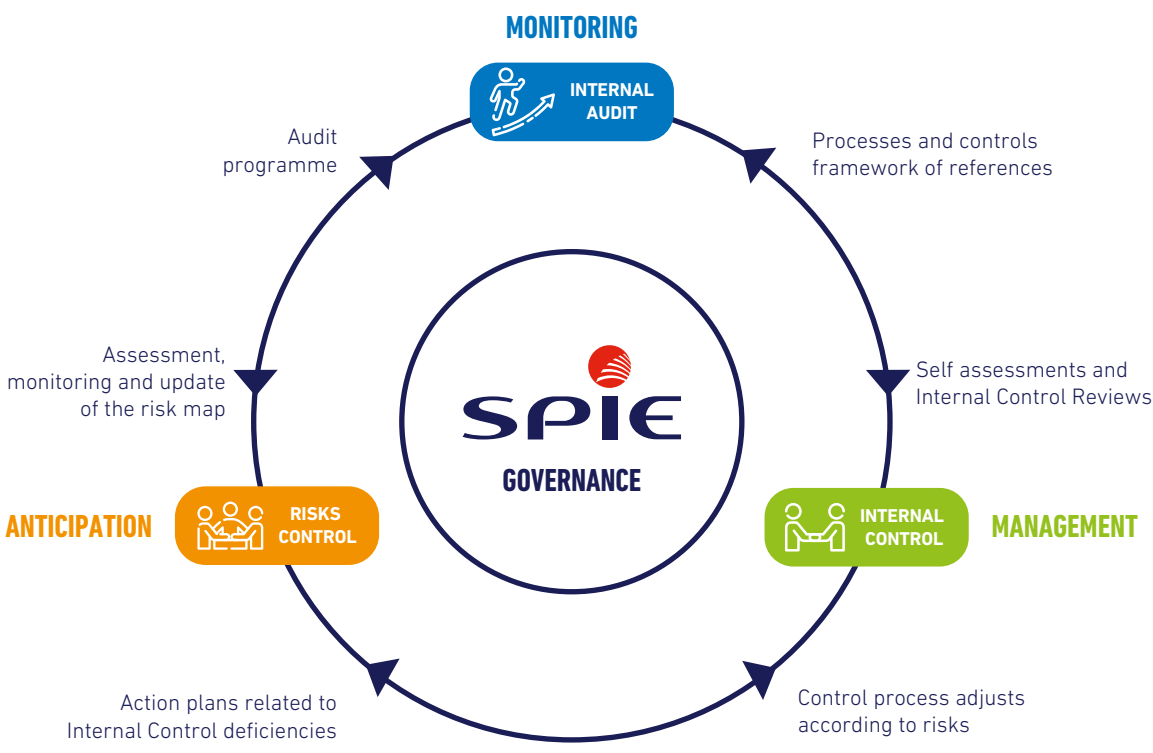 MONITORING
INTERNAL
AUDIT
Audit
programme
Processes and controls
framework of references
Assessment,
monitoring and update
of the risk map
Self assessments and
Internal Control Reviews
SPIE
GOVERNANCE
ANTICIPATION
RISKS
CONTROL
INTERNAL
CONTROL
MANAGEMENT
Action plans related to
Internal Control deficiencies
Control process adjusts
according to risks